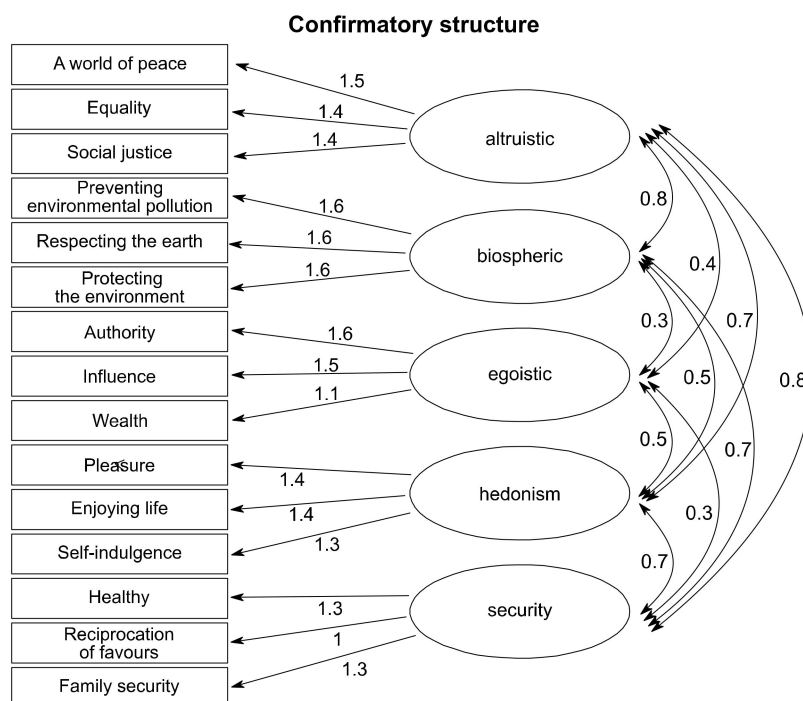 Confirmatory structure
A world of peace
Equality
Social justice
Preventing
environmental pollution
Respecting the earth
Protecting
the environment
Authority
Influence
Wealth
Pleasure
Enjoying life
Self-indulgence
Healthy
Reciprocation
of favours
Family security
1.5
1.4
1.4
1.6
1.6
1.6
1.6
1.5
1.1
1.4
1.4
1.3
1.3
1
1.3
altruistic
biospheric
egoistic
hedonism
security
0.8
0.4
0.3
0.7
0.5
0.8
0.5
0.7
0.3
0.7